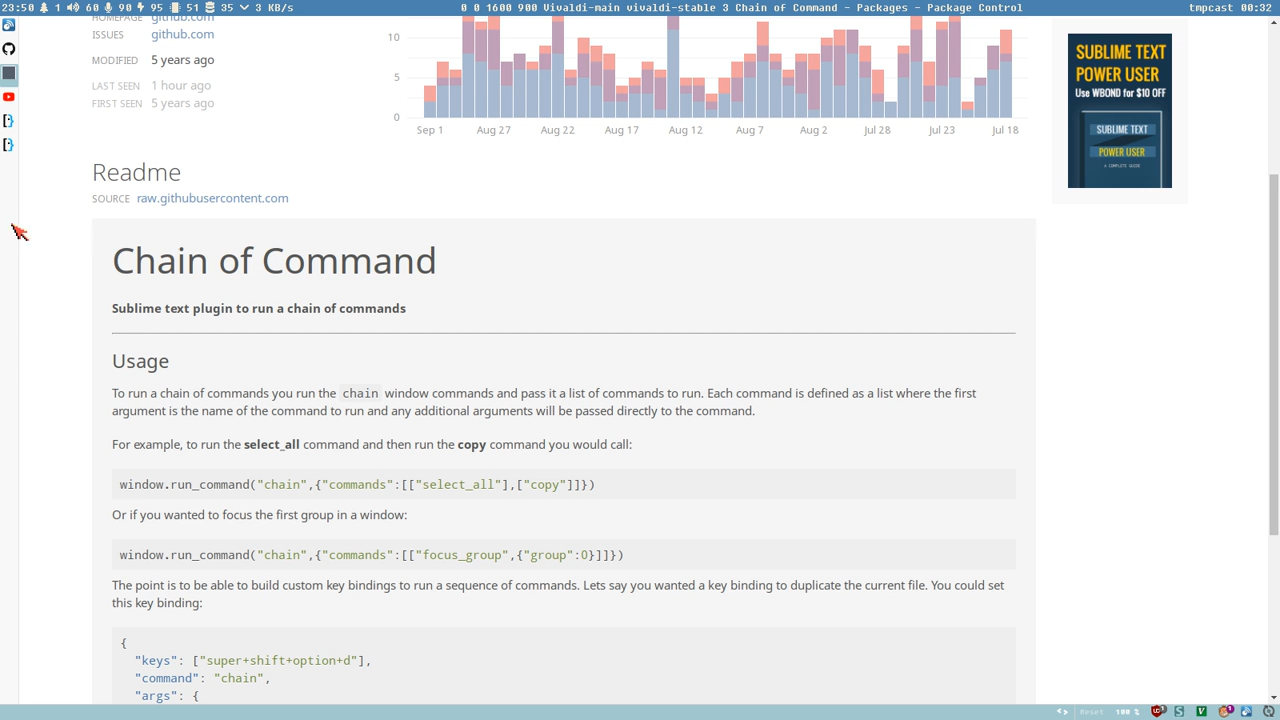 23:50 1 60 90 95 51 35 3 KB/s 0 0 1600 900 Vivaldi-main vivaldi-stable 3 Chain of Command - Packages - Package Control tmpcast 00:32
HOMEPAGE github.com
ISSUES github.com
MODIFIED 5 years ago
LAST SEEN 1 hour ago
FIRST SEEN 5 years ago
10
5
0
Sep 1 Aug 27 Aug 22 Aug 17 Aug 12 Aug 7 Aug 2 Jul 28 Jul 23 Jul 18
SUBLIME TEXT
POWER USER
Use WBOND for $10 OFF
SUBLIME TEXT
POWER USER
A COMPLETE GUIDE
Readme
SOURCE raw.githubusercontent.com
Chain of Command
Sublime text plugin to run a chain of commands
Usage
To run a chain of commands you run the chain window commands and pass it a list of commands to run. Each command is defined as a list where the first
argument is the name of the command to run and any additional arguments will be passed directly to the command.
For example, to run the select_all command and then run the copy command you would call:
window.run_command("chain",{"commands":[["select_all"],["copy"]]})
Or if you wanted to focus the first group in a window:
window.run_command("chain",{"commands":[["focus_group",{"group":0}]]})
The point is to be able to build custom key bindings to run a sequence of commands. Lets say you wanted a key binding to duplicate the current file. You could set
this key binding:
{
"keys": ["super+shift+option+d"],
"command": "chain",
"args": {
Reset 100 %